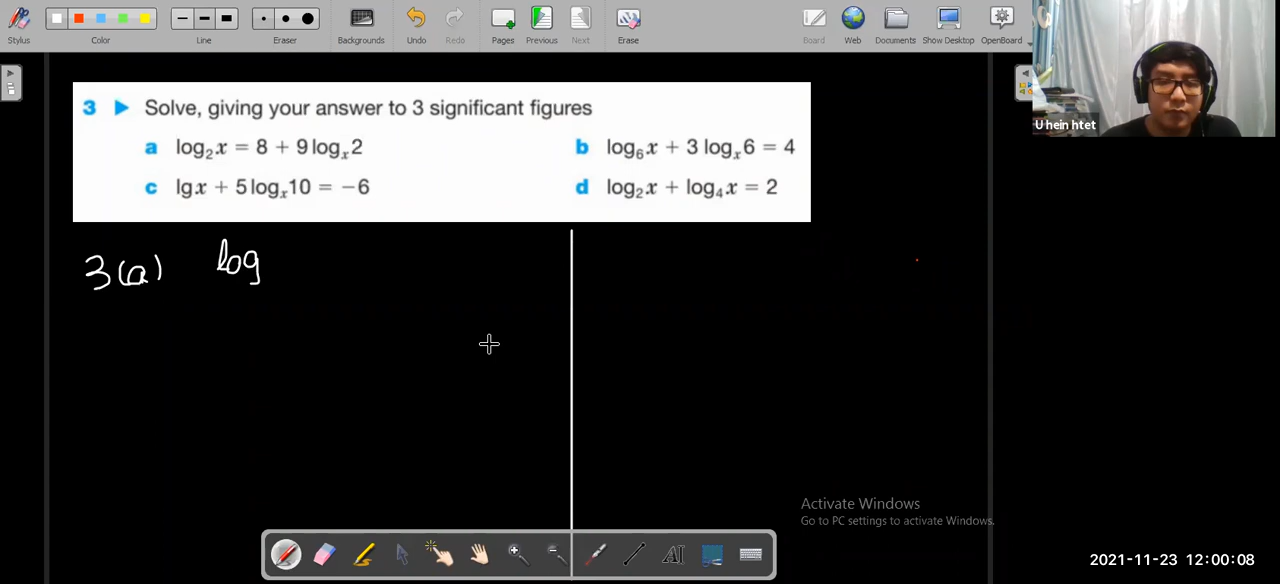 Stylus Color Line Eraser Backgrounds Undo Redo Pages Previous Next Erase Board Web Documents Show Desktop OpenBoard
U hein htet
3 ▶ Solve, giving your answer to 3 significant figures
a log₂x = 8 + 9 logₓ2
b log₆x + 3 logₓ6 = 4
c lgx + 5 logₓ10 = −6
d log₂x + log₄x = 2
3(a) log
Activate Windows
Go to PC settings to activate Windows.
AI
2021-11-23 12:00:08